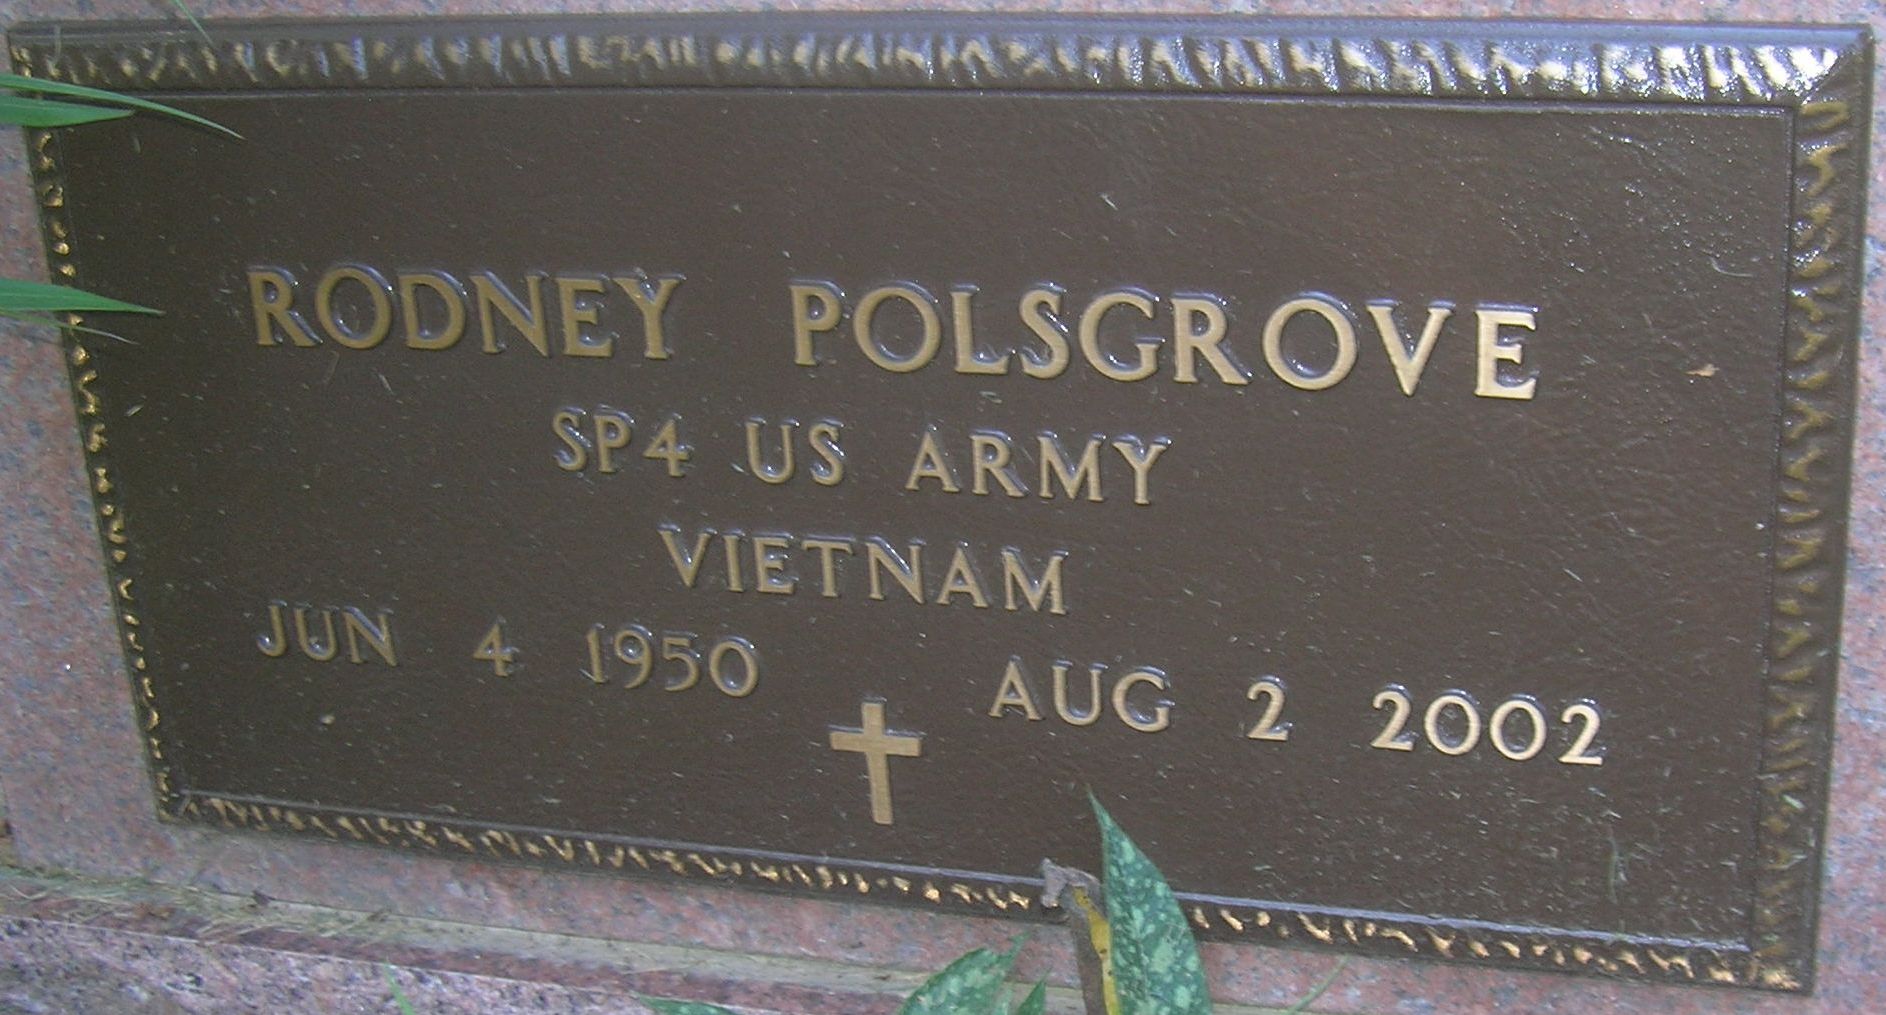 RODNEY POLSGROVE
SP4 US ARMY
VIETNAM
JUN 4 1950 AUG 2 2002